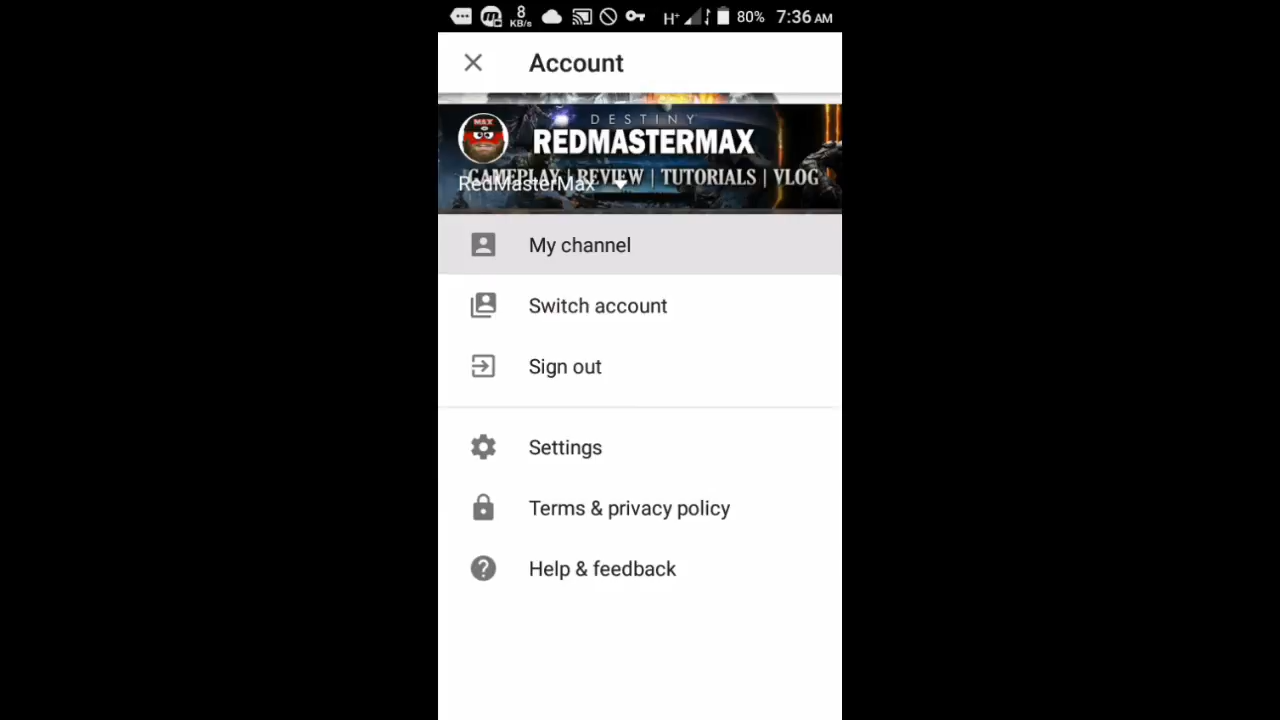 8
KB/s
H+
80%
7:36 AM
Account
MAX
DESTINY
REDMASTERMAX
GAMEPLAY | REVIEW | TUTORIALS | VLOG
RedMasterMax
My channel
Switch account
Sign out
Settings
Terms & privacy policy
Help & feedback